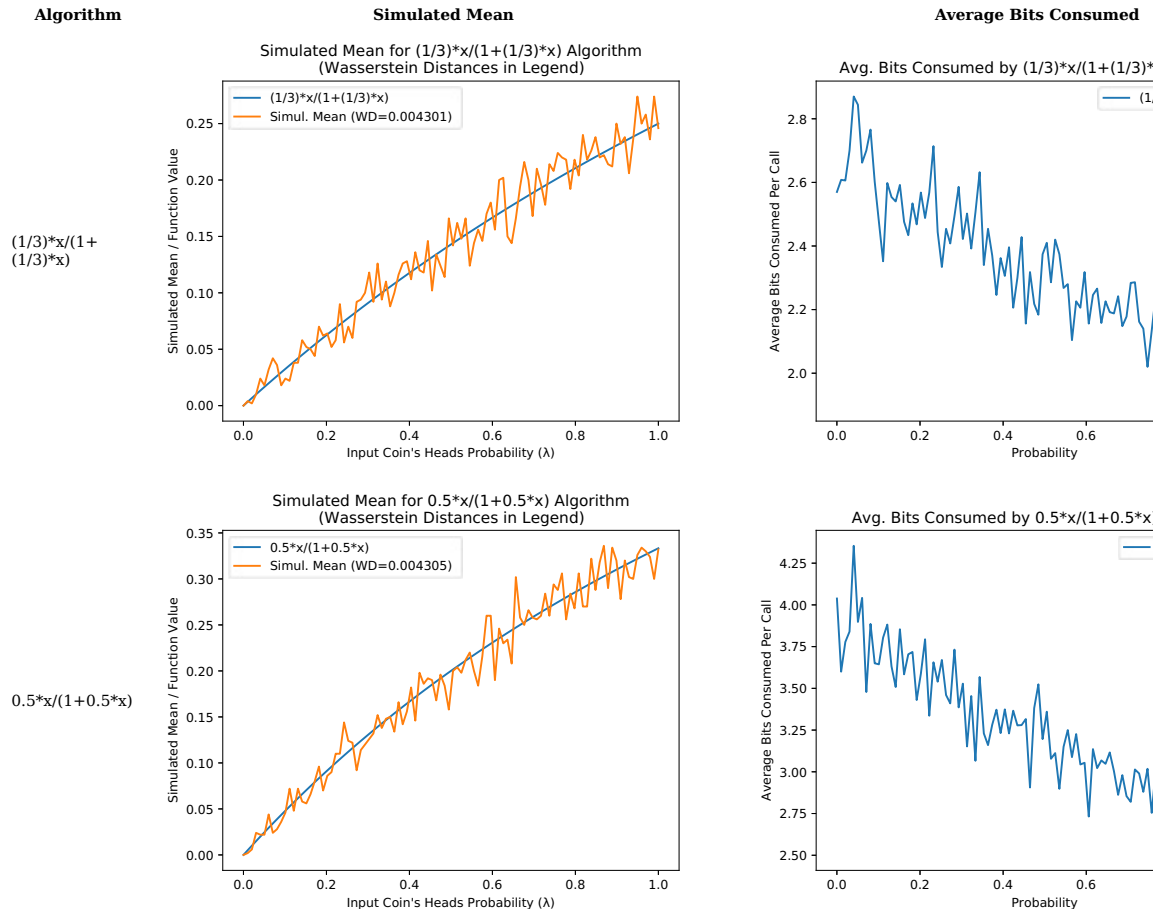 Algorithm
Simulated Mean
Average Bits Consumed
(1/3)*x/(1+
(1/3)*x)
Simulated Mean for (1/3)*x/(1+(1/3)*x) Algorithm
(Wasserstein Distances in Legend)
(1/3)*x/(1+(1/3)*x)
Simul. Mean (WD=0.004301)
Simulated Mean / Function Value
0.25
0.20
0.15
0.10
0.05
0.00
0.0 0.2 0.4 0.6 0.8 1.0
Input Coin's Heads Probability (λ)
Avg. Bits Consumed by (1/3)*x/(1+(1/3)*
(1/
Average Bits Consumed Per Call
2.8
2.6
2.4
2.2
2.0
0.0 0.2 0.4 0.6
Probability
0.5*x/(1+0.5*x)
Simulated Mean for 0.5*x/(1+0.5*x) Algorithm
(Wasserstein Distances in Legend)
0.5*x/(1+0.5*x)
Simul. Mean (WD=0.004305)
Simulated Mean / Function Value
0.35
0.30
0.25
0.20
0.15
0.10
0.05
0.00
0.0 0.2 0.4 0.6 0.8 1.0
Input Coin's Heads Probability (λ)
Avg. Bits Consumed by 0.5*x/(1+0.5*x)
Average Bits Consumed Per Call
4.25
4.00
3.75
3.50
3.25
3.00
2.75
2.50
0.0 0.2 0.4 0.6
Probability